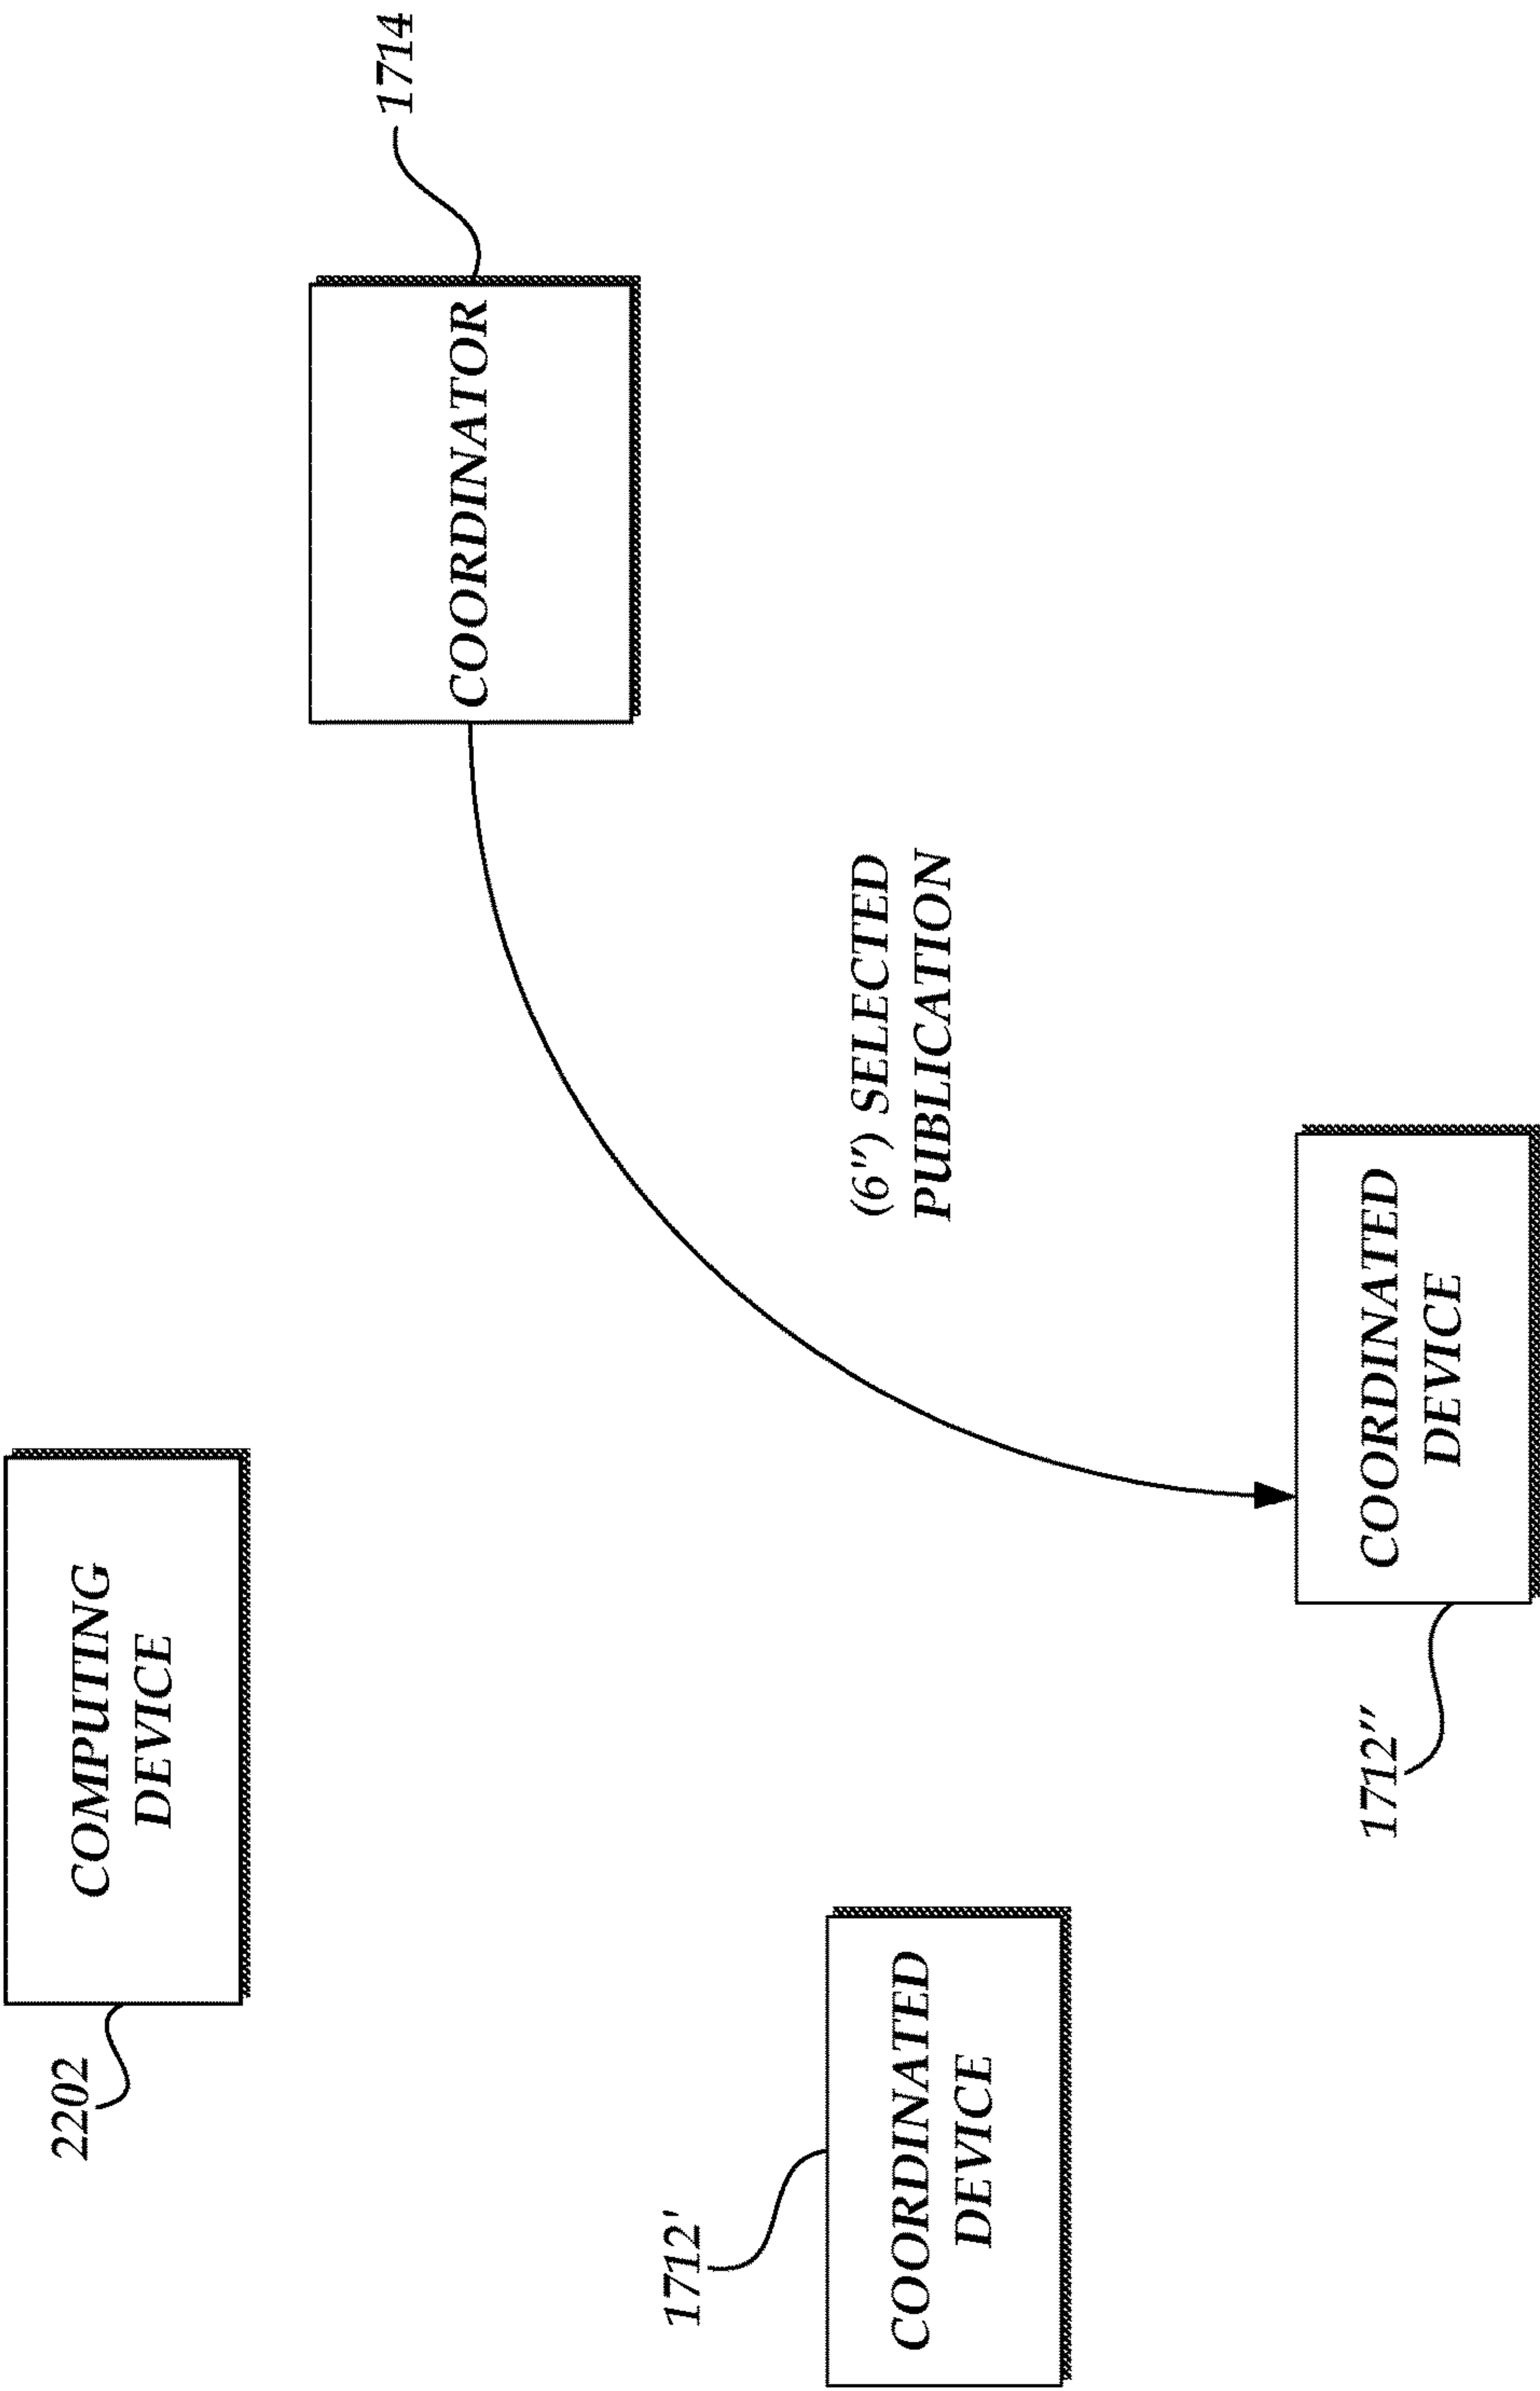 2202
COMPUTING
DEVICE
COORDINATOR
1714
1712'
COORDINATED
DEVICE
(6'') SELECTED
PUBLICATION
1712''
COORDINATED
DEVICE